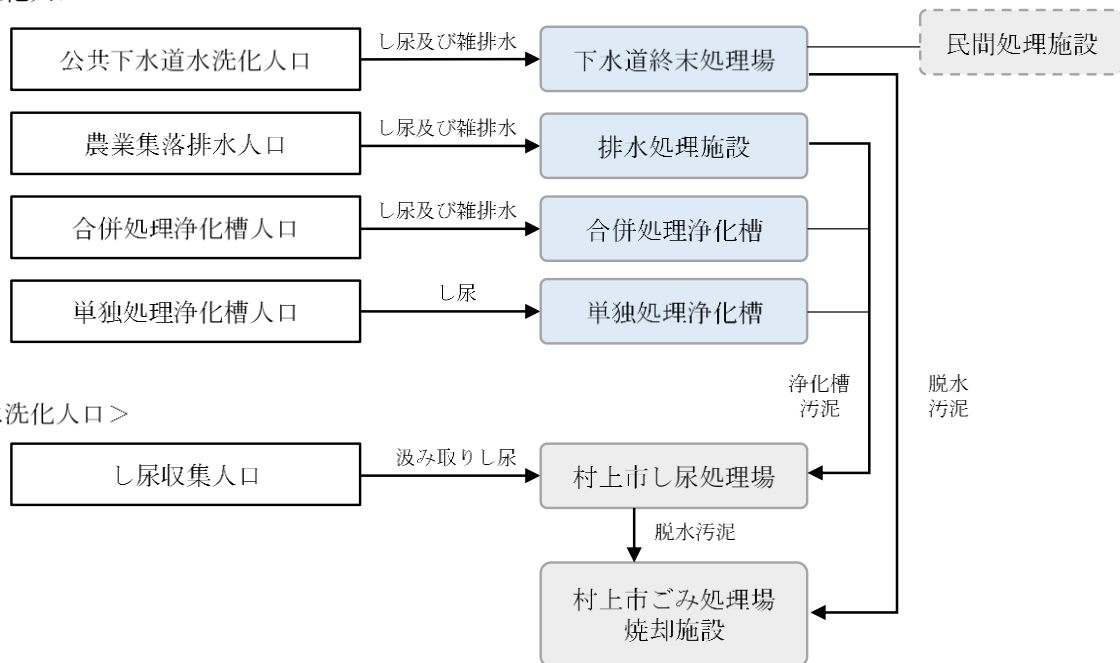 公共下水道水洗化人口
し尿及び雑排水
下水道終末処理場
民間処理施設
農業集落排水人口
し尿及び雑排水
排水処理施設
合併処理浄化槽人口
し尿及び雑排水
合併処理浄化槽
単独処理浄化槽人口
し尿
単独処理浄化槽
浄化槽
汚泥
脱水
汚泥
洗化人口＞
し尿収集人口
汲み取りし尿
村上市し尿処理場
脱水汚泥
村上市ごみ処理場
焼却施設